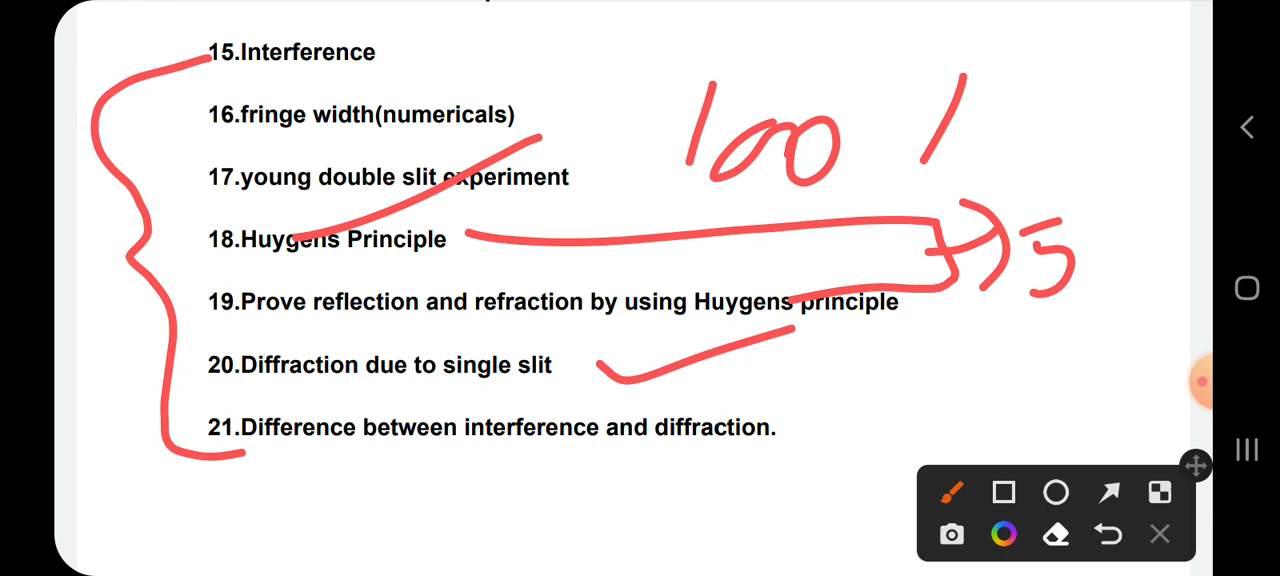 15.Interference
16.fringe width(numericals)
100 /
17.young double slit experiment
18.Huygens Principle
5
19.Prove reflection and refraction by using Huygens principle
20.Diffraction due to single slit
21.Difference between interference and diffraction.